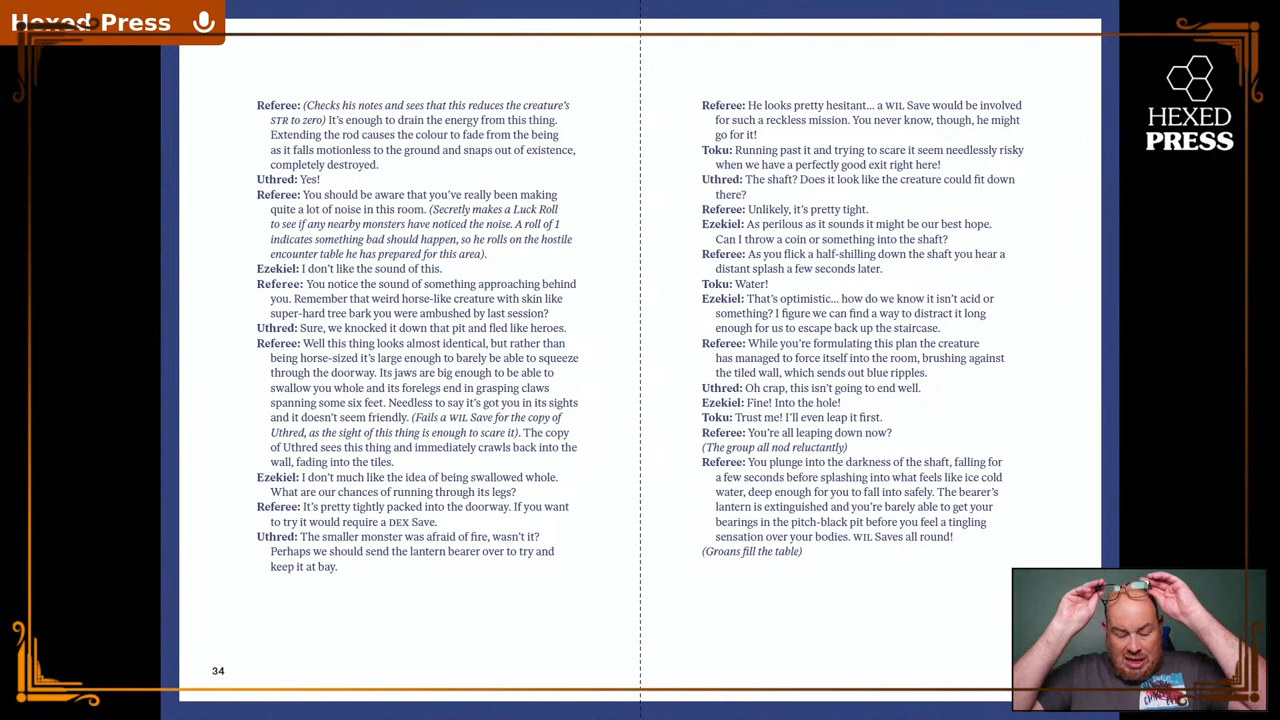 Hexed Press
HEXED
PRESS
Referee: (Checks his notes and sees that this reduces the creature's
STR to zero) It's enough to drain the energy from this thing.
Extending the rod causes the colour to fade from the being
as it falls motionless to the ground and snaps out of existence,
completely destroyed.
Uthred: Yes!
Referee: You should be aware that you've really been making
quite a lot of noise in this room. (Secretly makes a Luck Roll
to see if any nearby monsters have noticed the noise. A roll of 1
indicates something bad should happen, so he rolls on the hostile
encounter table he has prepared for this area).
Ezekiel: I don't like the sound of this.
Referee: You notice the sound of something approaching behind
you. Remember that weird horse-like creature with skin like
super-hard tree bark you were ambushed by last session?
Uthred: Sure, we knocked it down that pit and fled like heroes.
Referee: Well this thing looks almost identical, but rather than
being horse-sized it's large enough to barely be able to squeeze
through the doorway. Its jaws are big enough to be able to
swallow you whole and its forelegs end in grasping claws
spanning some six feet. Needless to say it's got you in its sights
and it doesn't seem friendly. (Fails a WIL Save for the copy of
Uthred, as the sight of this thing is enough to scare it). The copy
of Uthred sees this thing and immediately crawls back into the
wall, fading into the tiles.
Ezekiel: I don't much like the idea of being swallowed whole.
What are our chances of running through its legs?
Referee: It's pretty tightly packed into the doorway. If you want
to try it would require a DEX Save.
Uthred: The smaller monster was afraid of fire, wasn't it?
Perhaps we should send the lantern bearer over to try and
keep it at bay.
34
Referee: He looks pretty hesitant... a WIL Save would be involved
for such a reckless mission. You never know, though, he might
go for it!
Toku: Running past it and trying to scare it seem needlessly risky
when we have a perfectly good exit right here!
Uthred: The shaft? Does it look like the creature could fit down
there?
Referee: Unlikely, it's pretty tight.
Ezekiel: As perilous as it sounds it might be our best hope.
Can I throw a coin or something into the shaft?
Referee: As you flick a half-shilling down the shaft you hear a
distant splash a few seconds later.
Toku: Water!
Ezekiel: That's optimistic... how do we know it isn't acid or
something? I figure we can find a way to distract it long
enough for us to escape back up the staircase.
Referee: While you're formulating this plan the creature
has managed to force itself into the room, brushing against
the tiled wall, which sends out blue ripples.
Uthred: Oh crap, this isn't going to end well.
Ezekiel: Fine! Into the hole!
Toku: Trust me! I'll even leap it first.
Referee: You're all leaping down now?
(The group all nod reluctantly)
Referee: You plunge into the darkness of the shaft, falling for
a few seconds before splashing into what feels like ice cold
water, deep enough for you to fall into safely. The bearer's
lantern is extinguished and you're barely able to get your
bearings in the pitch-black pit before you feel a tingling
sensation over your bodies. WIL Saves all round!
(Groans fill the table)